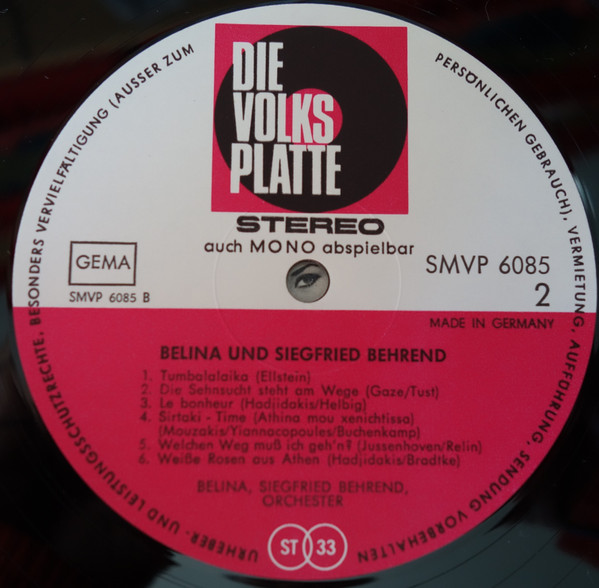 DIE
VOLKS
PLATTE
STEREO
auch MONO abspielbar
GEMA
SMVP 6085 B
SMVP 6085
2
MADE IN GERMANY
BELINA UND SIEGFRIED BEHREND
1. Tumbalalaika (Ellstein)
2. Die Sehnsucht steht am Wege (Gaze/Tust)
3. Le bonheur (Hadjidakis/Helbig)
4. Sirtaki - Time (Athina mou xenichtissa)
(Mouzakis/Yiannacopoules/Buchenkamp)
5. Welchen Weg muß ich geh'n? (Jussenhoven/Relin)
6. Weiße Rosen aus Athen (Hadjidakis/Bradtke)
BELINA, SIEGFRIED BEHREND,
ORCHESTER
ST 33
URHEBER- UND LEISTUNGSSCHUTZRECHTE, BESONDERS VERVIELFÄLTIGUNG (AUSSER ZUM PERSÖNLICHEN GEBRAUCH), VERMIETUNG, AUFFÜHRUNG, SENDUNG VORBEHALTEN